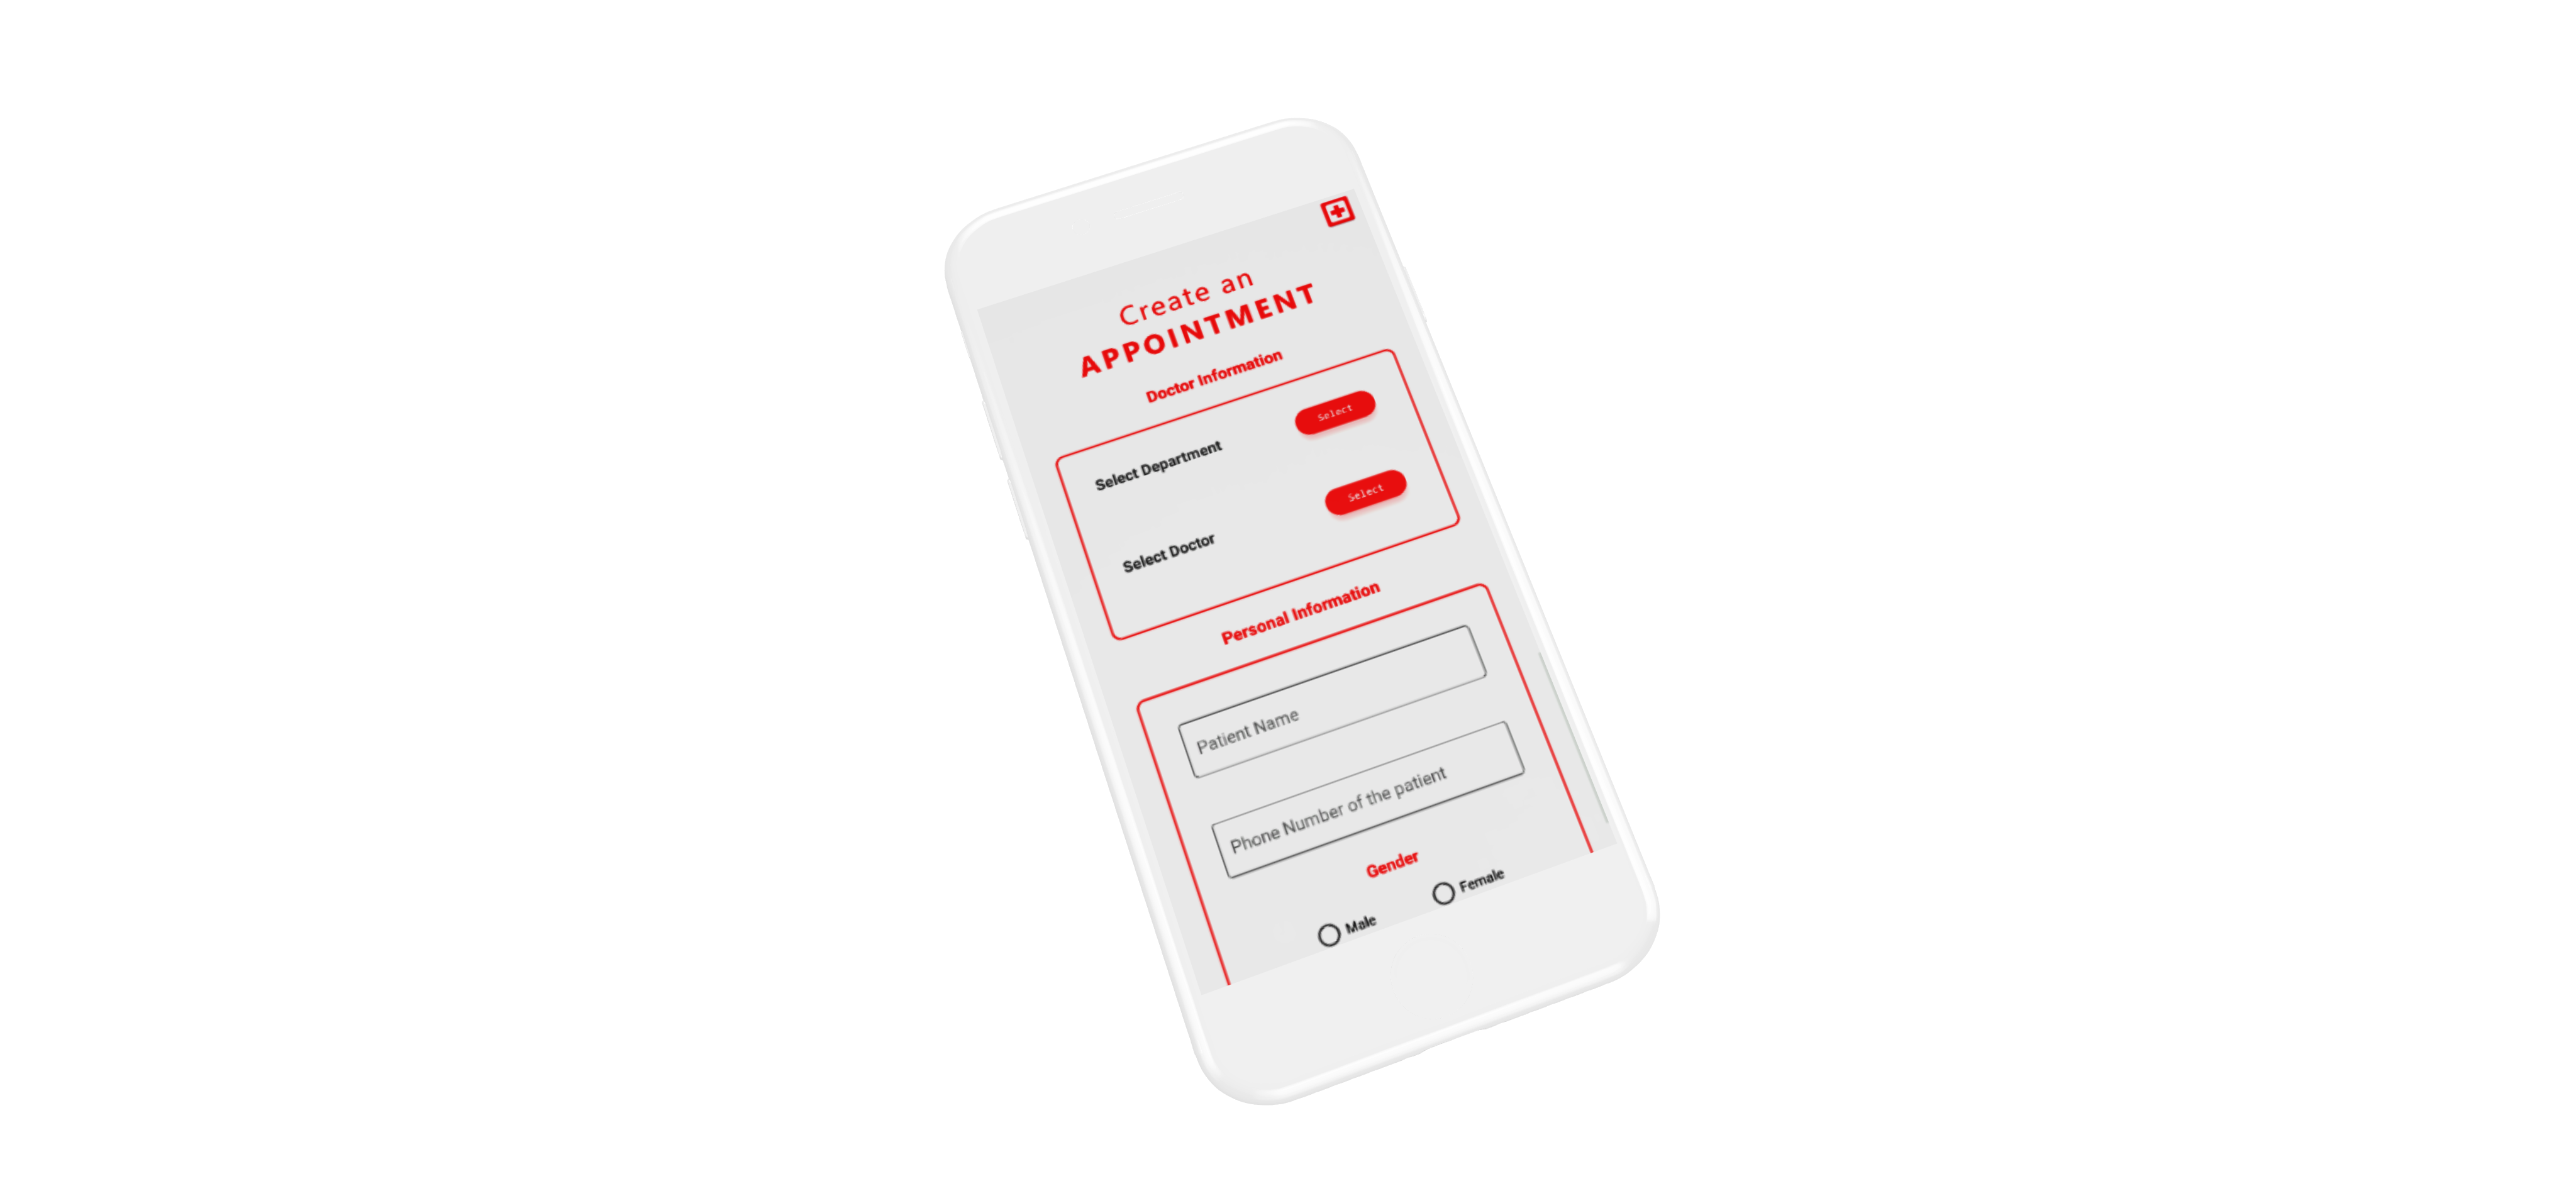 Create an
APPOINTMENT
Doctor Information
Select Department
Select
Select Doctor
Select
Personal Information
Patient Name
Phone Number of the patient
Gender
Male
Female